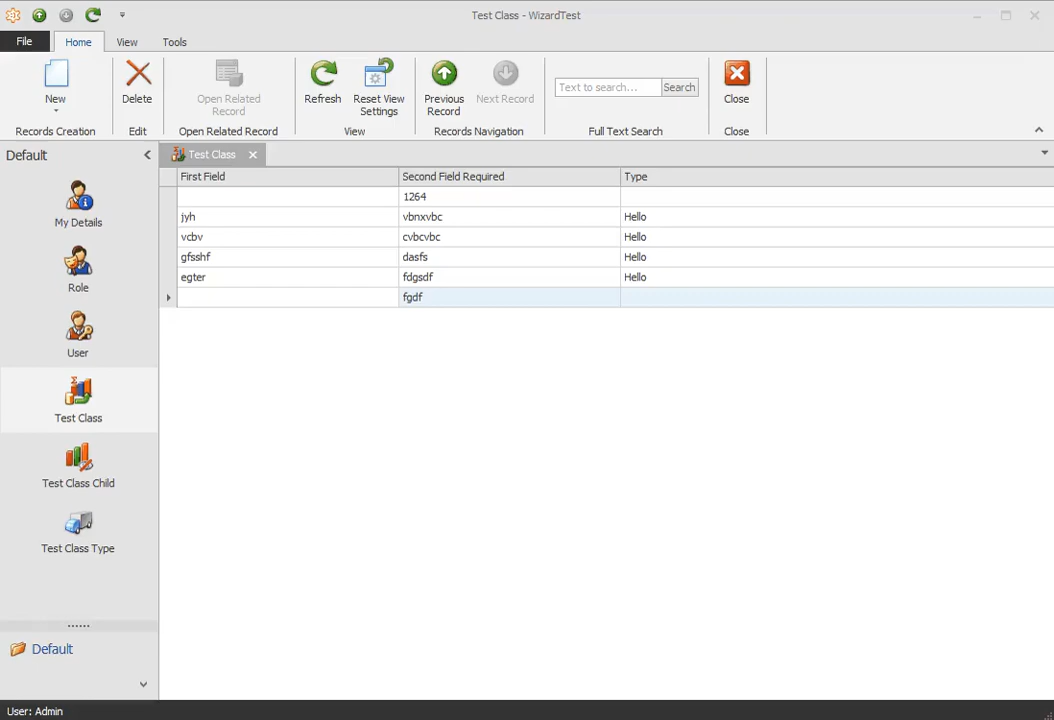 Test Class - WizardTest
File
Home
View
Tools
New
Delete
Open Related
Record
Refresh
Reset View
Settings
Previous
Record
Next Record
Text to search...
Search
Close
Records Creation
Edit
Open Related Record
View
Records Navigation
Full Text Search
Close
Default
My Details
Role
User
Test Class
Test Class Child
Test Class Type
Default
Test Class
First Field Second Field Required Type
1264
jyh vbnxvbc Hello
vcbv cvbcvbc Hello
gfsshf dasfs Hello
egter fdgsdf Hello
fgdf
User: Admin